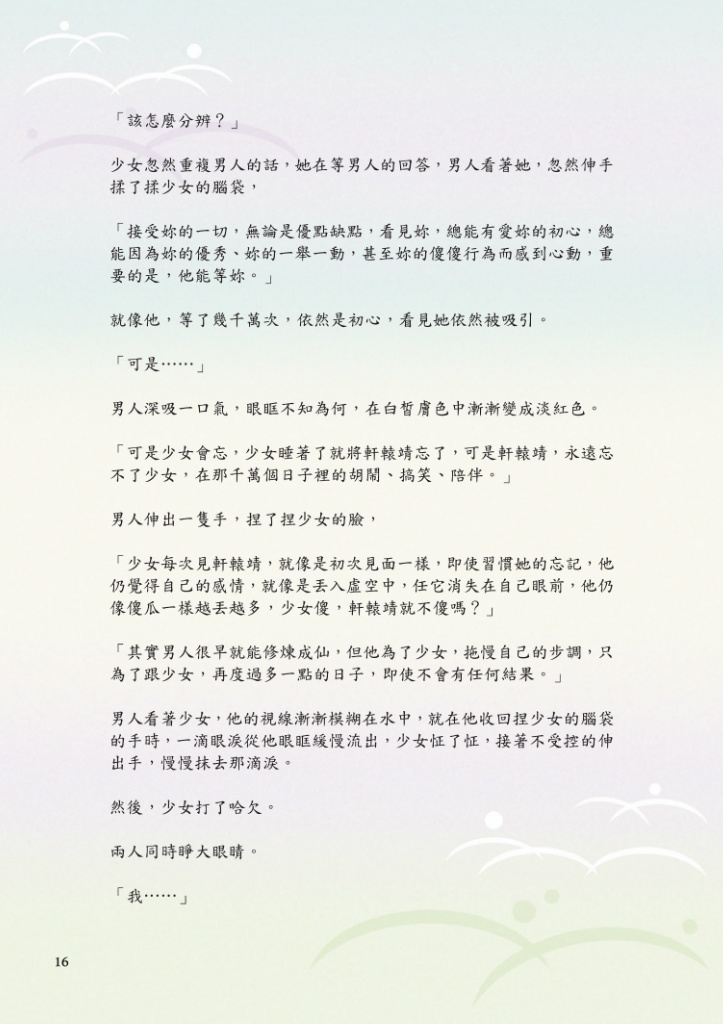 「該怎麼分辨？」
少女忽然重複男人的話，她在等男人的回答，男人看著她，忽然伸手
揉了揉少女的腦袋，
「接受妳的一切，無論是優點缺點，看見妳，總能有愛妳的初心，總
能因為妳的優秀、妳的一舉一動，甚至妳的傻傻行為而感到心動，重
要的是，他能等妳。」
就像他，等了幾千萬次，依然是初心，看見她依然被吸引。
「可是……」
男人深吸一口氣，眼眶不知為何，在白皙膚色中漸漸變成淡紅色。
「可是少女會忘，少女睡著了就將軒轅靖忘了，可是軒轅靖，永遠忘
不了少女，在那千萬個日子裡的胡鬧、搞笑、陪伴。」
男人伸出一隻手，捏了捏少女的臉，
「少女每次見軒轅靖，就像是初次見面一樣，即使習慣她的忘記，他
仍覺得自己的感情，就像是丟入虛空中，任它消失在自己眼前，他仍
像傻瓜一樣越丟越多，少女傻，軒轅靖就不傻嗎？」
「其實男人很早就能修煉成仙，但他為了少女，拖慢自己的步調，只
為了跟少女，再度過多一點的日子，即使不會有任何結果。」
男人看著少女，他的視線漸漸模糊在水中，就在他收回捏少女的腦袋
的手時，一滴眼淚從他眼眶緩慢流出，少女怔了怔，接著不受控的伸
出手，慢慢抹去那滴淚。
然後，少女打了哈欠。
兩人同時睜大眼睛。
「我……」
16